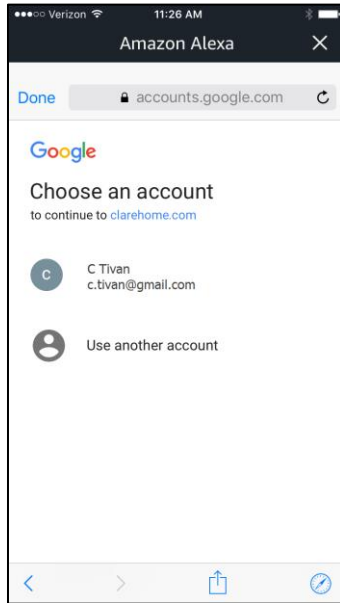 Verizon 11:26 AM
Amazon Alexa
Done accounts.google.com
Google
Choose an account
to continue to clarehome.com
C
C Tivan
c.tivan@gmail.com
Use another account